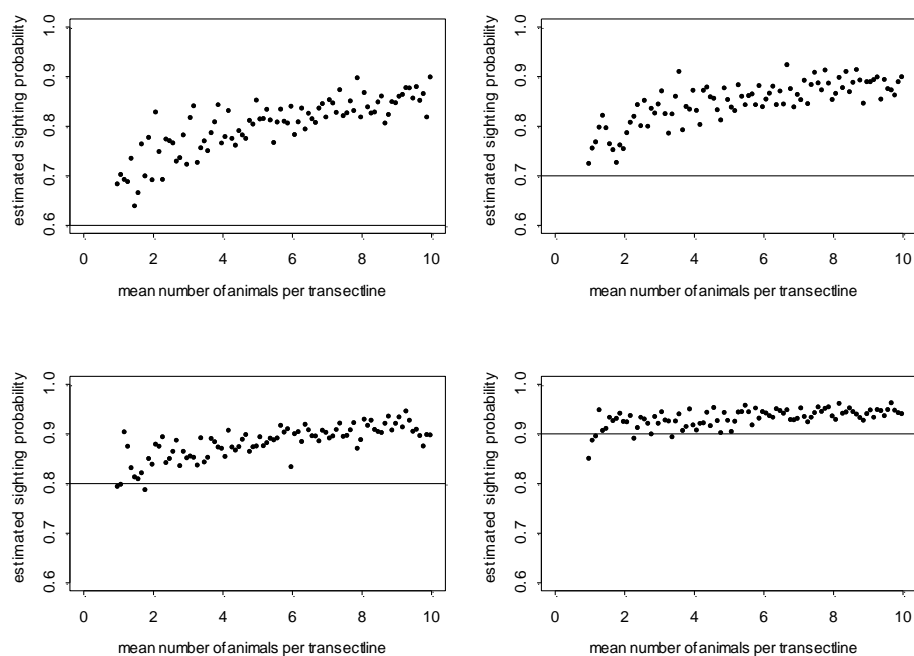 estimated sighting probability
1.0
0.9
0.8
0.7
0.6
0 2 4 6 8 10
mean number of animals per transectline
estimated sighting probability
1.0
0.9
0.8
0.7
0.6
0 2 4 6 8 10
mean number of animals per transectline
estimated sighting probability
1.0
0.9
0.8
0.7
0.6
0 2 4 6 8 10
mean number of animals per transectline
estimated sighting probability
1.0
0.9
0.8
0.7
0.6
0 2 4 6 8 10
mean number of animals per transectline